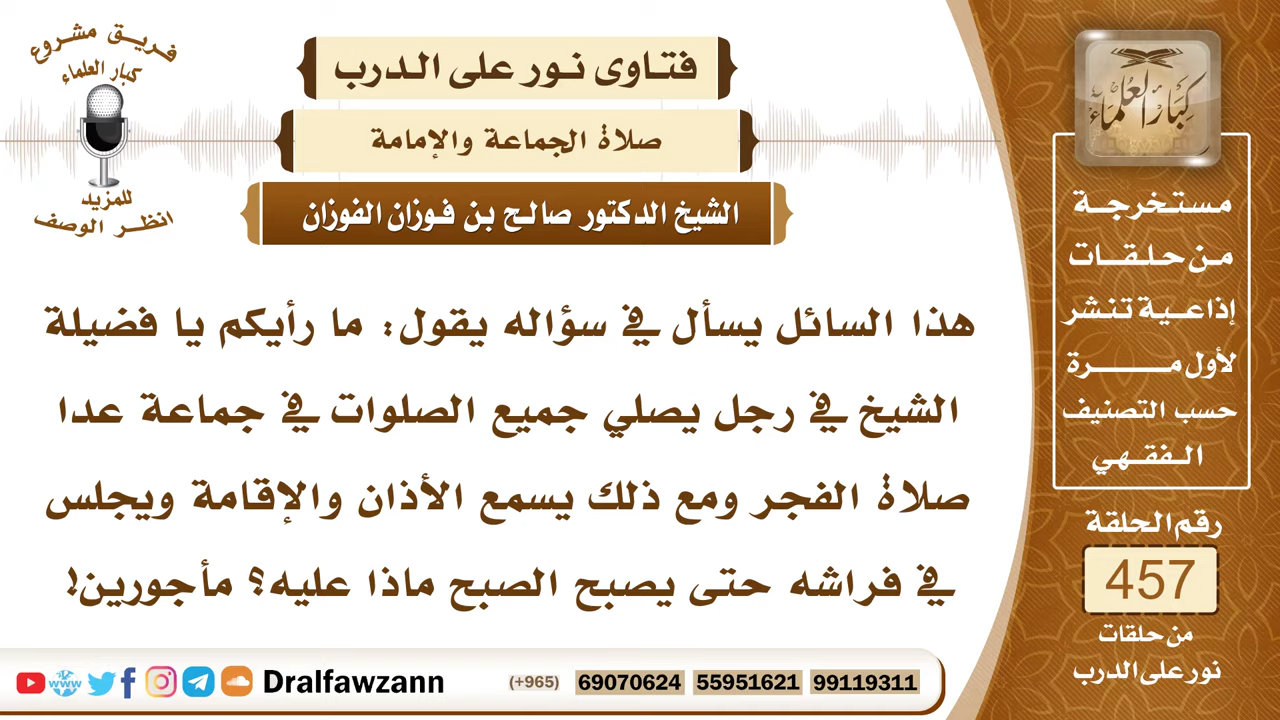 فريق مشروع
كبار العلماء
للمزيد
انظر الوصف
فتاوى نور على الدرب
صلاة الجماعة والإمامة
الشيخ الدكتور صالح بن فوزان الفوزان
هذا السائل يسأل في سؤاله يقول: ما رأيكم يا فضيلة
الشيخ في رجل يصلي جميع الصلوات في جماعة عدا
صلاة الفجر ومع ذلك يسمع الأذان والإقامة ويجلس
في فراشه حتى يصبح الصبح ماذا عليه؟ مأجورين!
كبار العلماء
مستخرجة
من حلقات
إذاعية تنشر
لأول مرة
حسب التصنيف
الفقهي
رقم الحلقة
457
من حلقات
نور على الدرب
www Dralfawzann (+965) 69070624 55951621 99119311